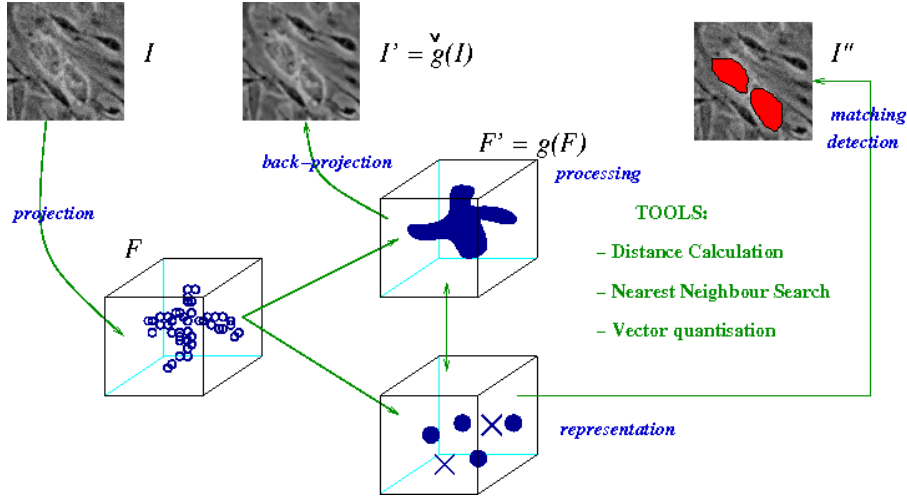 I
I' = ǧ(I)
I"
matching
detection
F' = g(F)
back-projection
processing
projection
TOOLS:
F
- Distance Calculation
- Nearest Neighbour Search
- Vector quantisation
representation